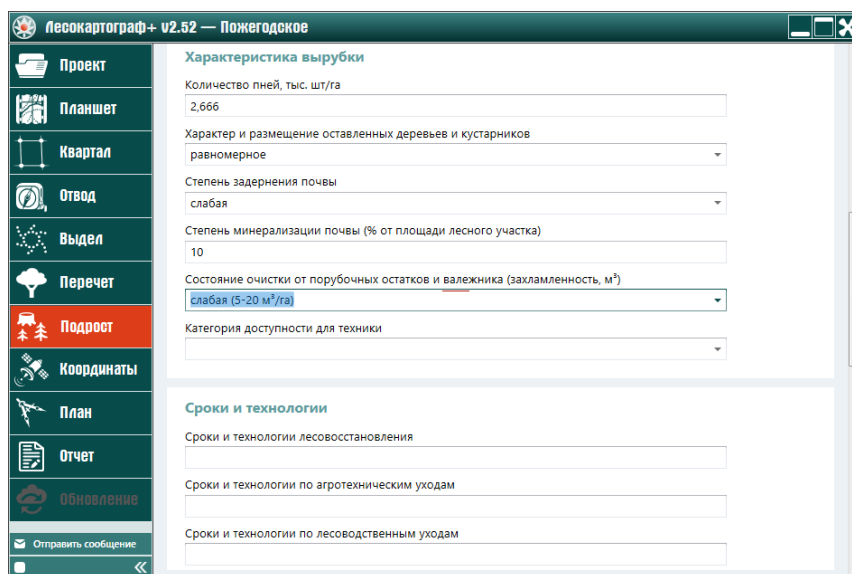 Лесокартограф+ v2.52 — Пожегодское
Проект
Планшет
Квартал
Отвод
Выдел
Перечет
Подрост
Координаты
План
Отчет
Обновление
Отправить сообщение
Характеристика вырубки
Количество пней, тыс. шт/га
2,666
Характер и размещение оставленных деревьев и кустарников
равномерное
Степень задернения почвы
слабая
Степень минерализации почвы (% от площади лесного участка)
10
Состояние очистки от порубочных остатков и валежника (захламленность, м³)
слабая (5-20 м³/га)
Категория доступности для техники
Сроки и технологии
Сроки и технологии лесовосстановления
Сроки и технологии по агротехническим уходам
Сроки и технологии по лесоводственным уходам